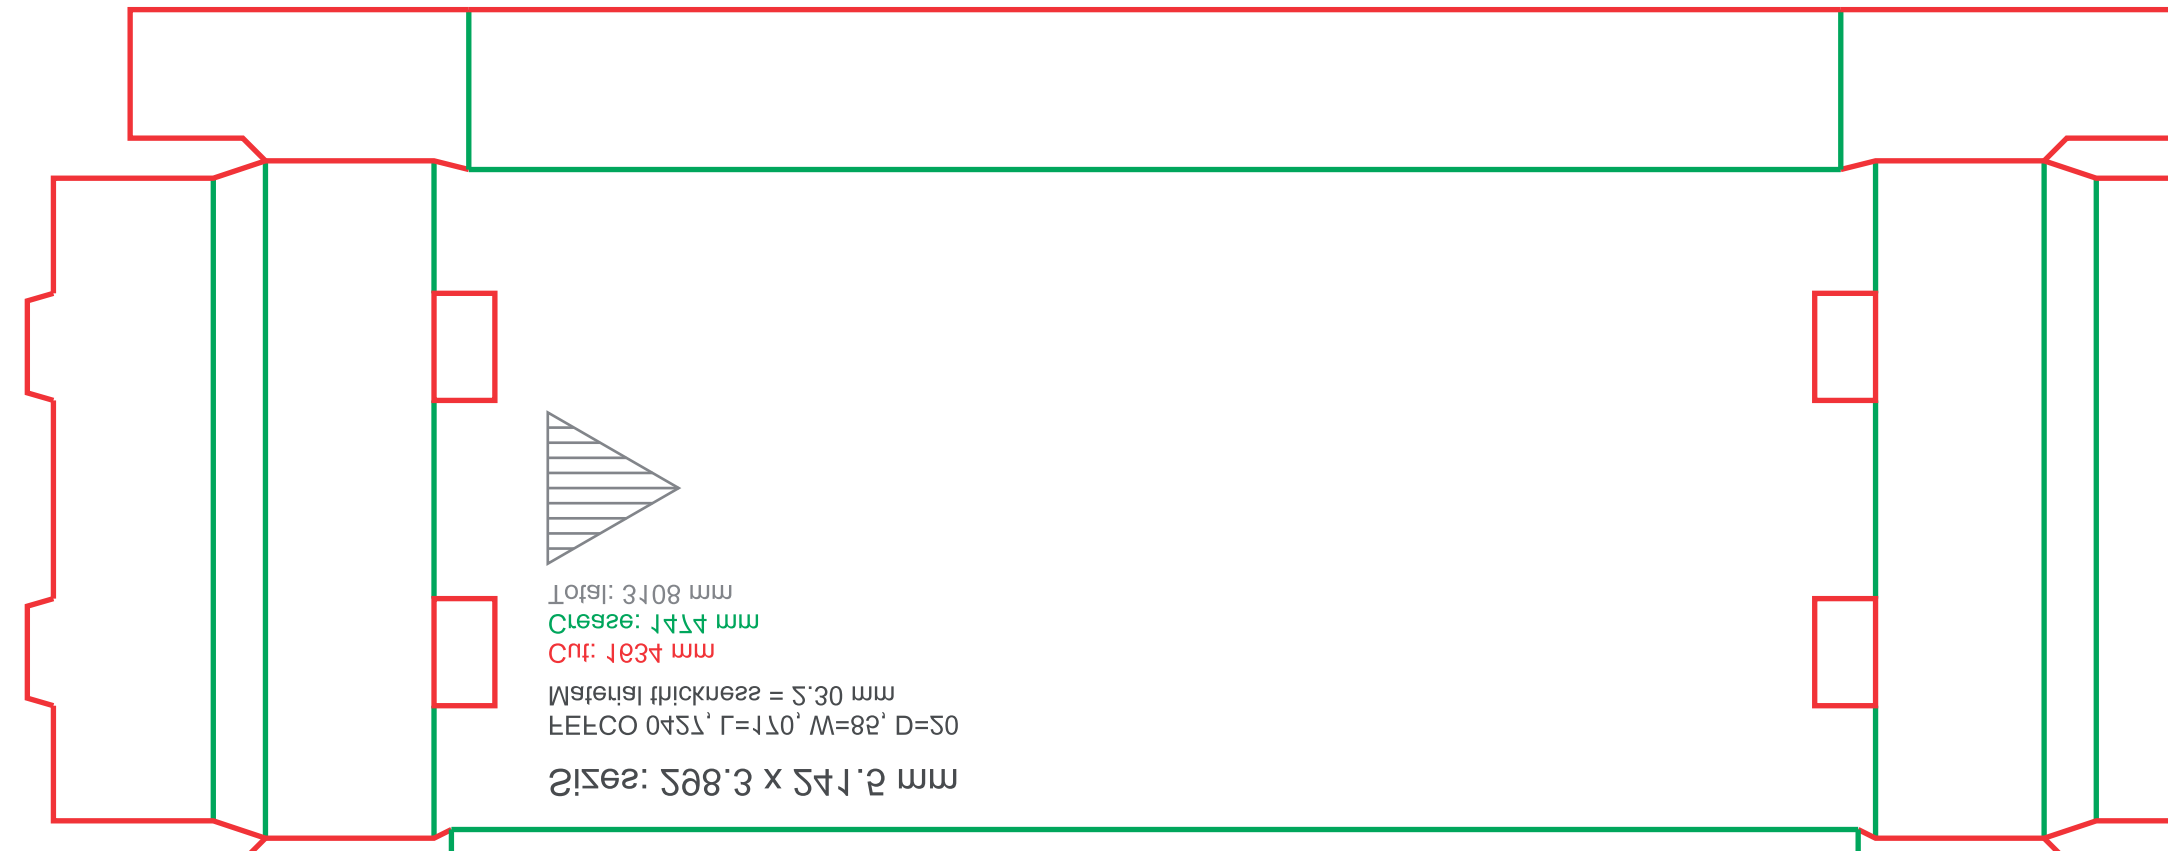 Sizes: 298.3 x 241.5 mm
FEFCO 0427, L=170, W=85, D=20
Material thickness = 2.30 mm
Cut: 1634 mm
Crease: 1474 mm
Total: 3108 mm